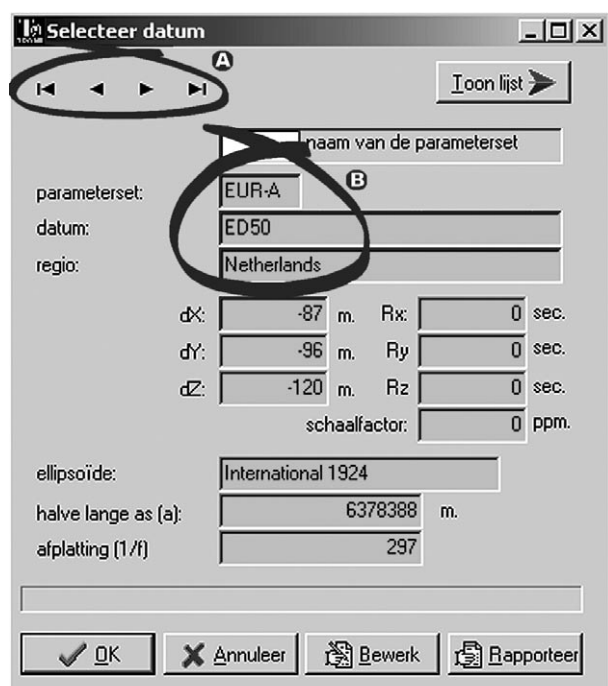 Selecteer datum
A
Toon lijst
naam van de parameterset
B
parameterset: EUR-A
datum: ED50
regio: Netherlands
dX: -87 m. Rx: 0 sec.
dY: -96 m. Ry 0 sec.
dZ: -120 m. Rz 0 sec.
schaalfactor: 0 ppm.
ellipsoïde: International 1924
halve lange as (a): 6378388 m.
afplatting (1/f) 297
OK Annuleer Bewerk Rapporteer